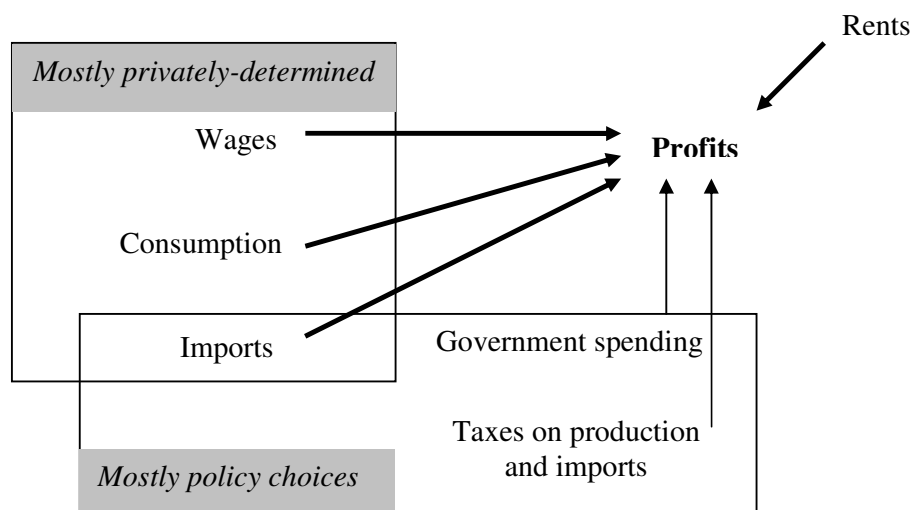 Rents
Mostly privately-determined
Wages
Profits
Consumption
Imports
Government spending
Taxes on production
and imports
Mostly policy choices